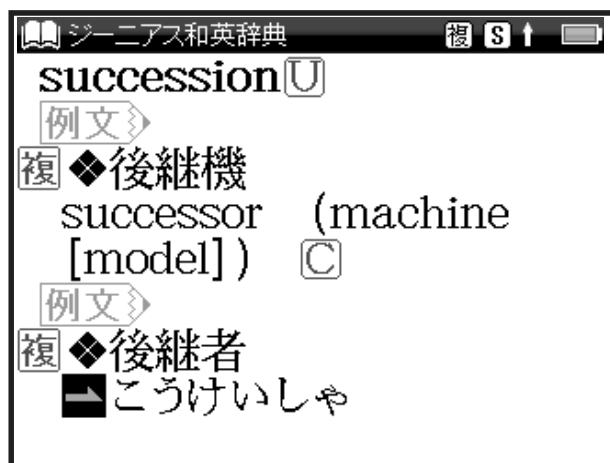 ジーニアス和英辞典 複 S
succession U
例文
複 ◆後継機
successor (machine
[model]) C
例文
複 ◆後継者
➡こうけいしゃ